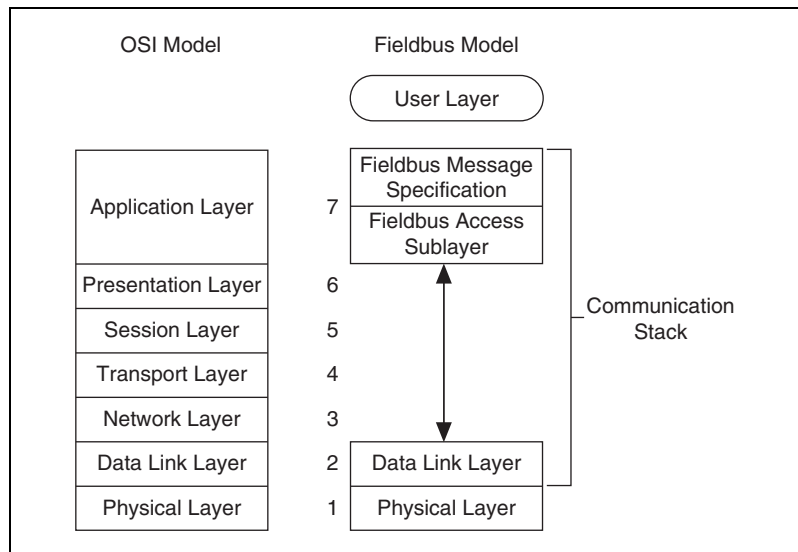 OSI Model
Fieldbus Model
User Layer
Fieldbus Message
Specification
Application Layer
7
Fieldbus Access
Sublayer
Presentation Layer
6
Session Layer
5
Communication
Stack
Transport Layer
4
Network Layer
3
Data Link Layer
2
Data Link Layer
Physical Layer
1
Physical Layer